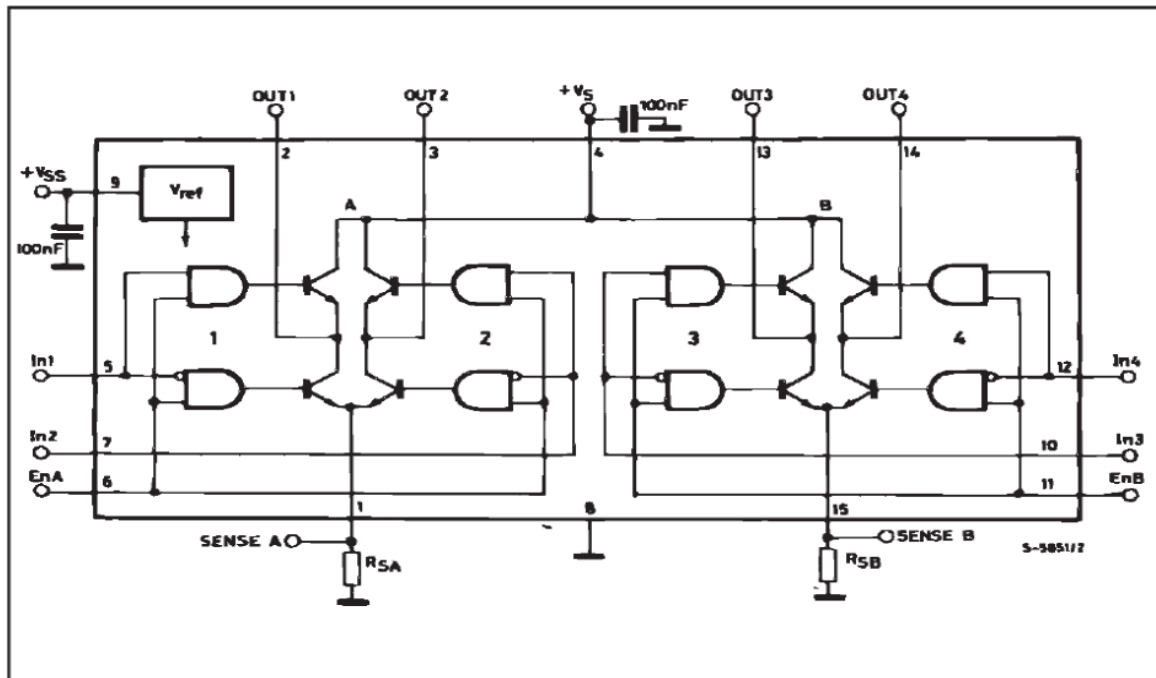 OUT1 OUT2 +VS 100nF OUT3 OUT4
2 3 4 13 14
+VSS 9 Vref
A B
100nF
1 2 3 4
In1 5 12 In4
In2 7 10 In3
EnA 6 11 EnB
1 8 15
SENSE A SENSE B S-5851/2
RSA RSB